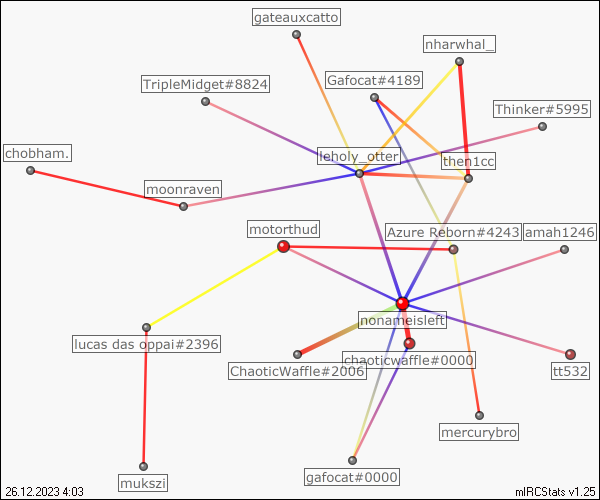 gateauxcatto
nharwhal_
TripleMidget#8824
Gafocat#4189
Thinker#5995
chobham.
leholy_otter
then1cc
moonraven
motorthud
Azure Reborn#4243
amah1246
nonameisleft
lucas das oppai#2396
chaoticwaffle#0000
ChaoticWaffle#2006
tt532
mercurybro
gafocat#0000
mukszi
26.12.2023 4:03
mIRCStats v1.25